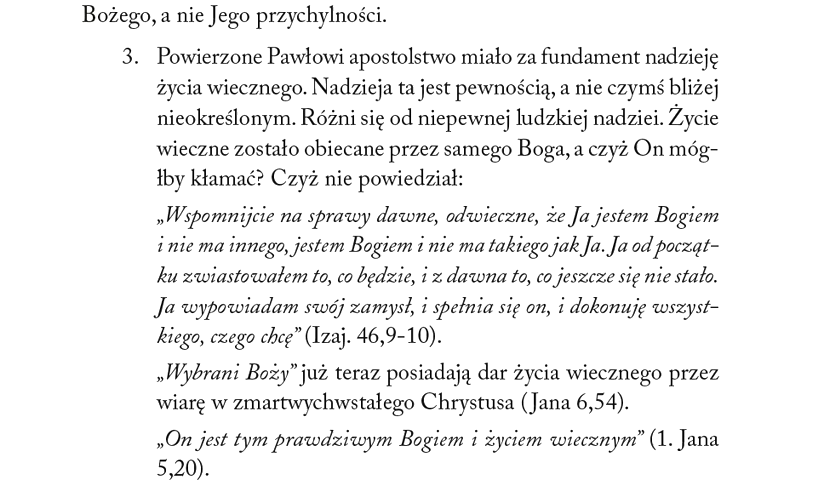 Bożego, a nie Jego przychylności.
3. Powierzone Pawłowi apostolstwo miało za fundament nadzieję
życia wiecznego. Nadzieja ta jest pewnością, a nie czymś bliżej
nieokreślonym. Różni się od niepewnej ludzkiej nadziei. Życie
wieczne zostało obiecane przez samego Boga, a czyż On móg-
łby kłamać? Czyż nie powiedział:
„Wspomnijcie na sprawy dawne, odwieczne, że Ja jestem Bogiem
i nie ma innego, jestem Bogiem i nie ma takiego jak Ja. Ja od począt-
ku zwiastowałem to, co będzie, i z dawna to, co jeszcze się nie stało.
Ja wypowiadam swój zamysł, i spełnia się on, i dokonuję wszyst-
kiego, czego chcę” (Izaj. 46,9-10).
„Wybrani Boży” już teraz posiadają dar życia wiecznego przez
wiarę w zmartwychwstałego Chrystusa (Jana 6,54).
„On jest tym prawdziwym Bogiem i życiem wiecznym” (1. Jana
5,20).